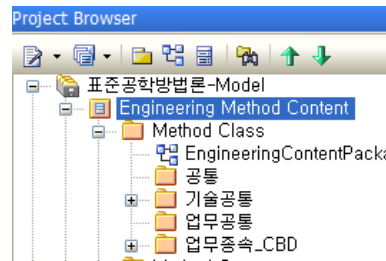 Project Browser
표준공학방법론-Model
Engineering Method Content
Method Class
EngineeringContentPacka
공통
기술공통
업무공통
업무종속_CBD